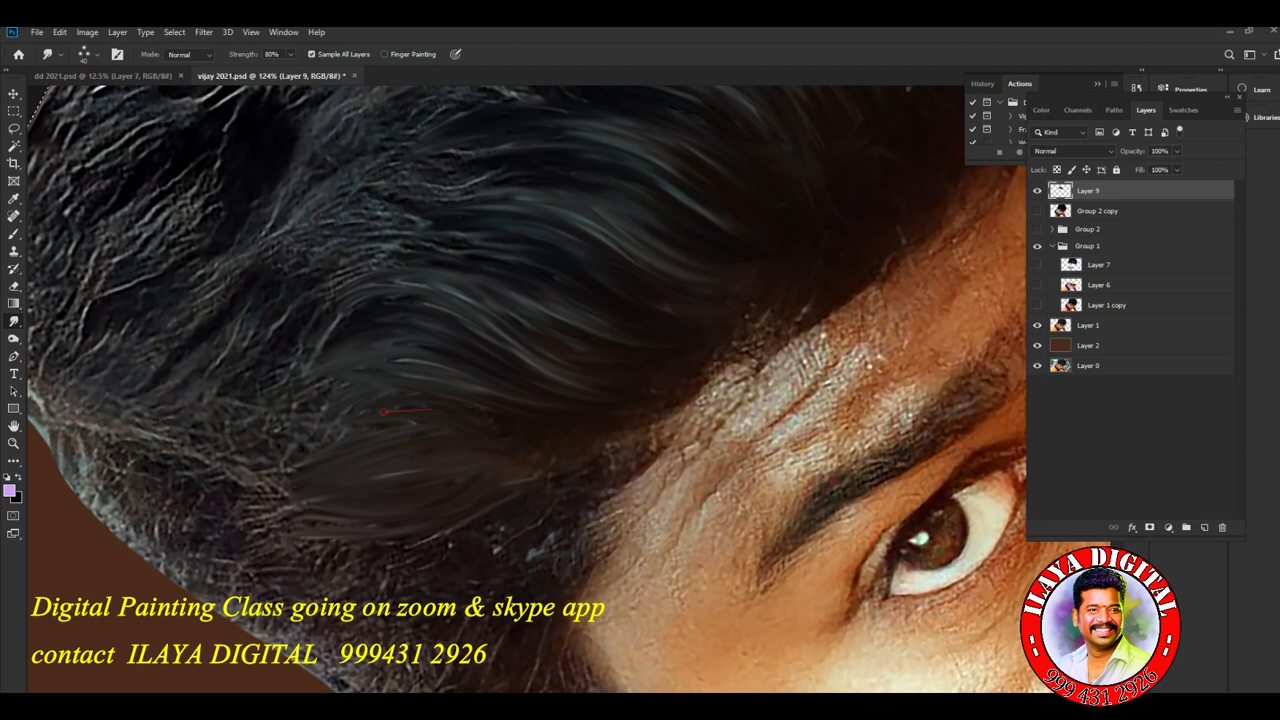 File Edit Image Layer Type Select Filter 3D View Window Help
40 Mode: Normal Strength: 80% Sample All Layers Finger Painting
dd 2021.psd @ 12.5% (Layer 7, RGB/8#) × vijay 2021.psd @ 124% (Layer 9, RGB/8#) * ×
History Actions
Properties
Learn
Libraries
Color Channels Paths Layers Swatches
Kind
Normal Opacity: 100%
Lock: Fill: 100%
Layer 9
Group 2 copy
Group 2
Group 1
Layer 7
Layer 6
Layer 1 copy
Layer 1
Layer 2
Layer 0
fx
Digital Painting Class going on zoom & skype app
contact ILAYA DIGITAL 999431 2926
ILAYA DIGITAL
999 431 2926